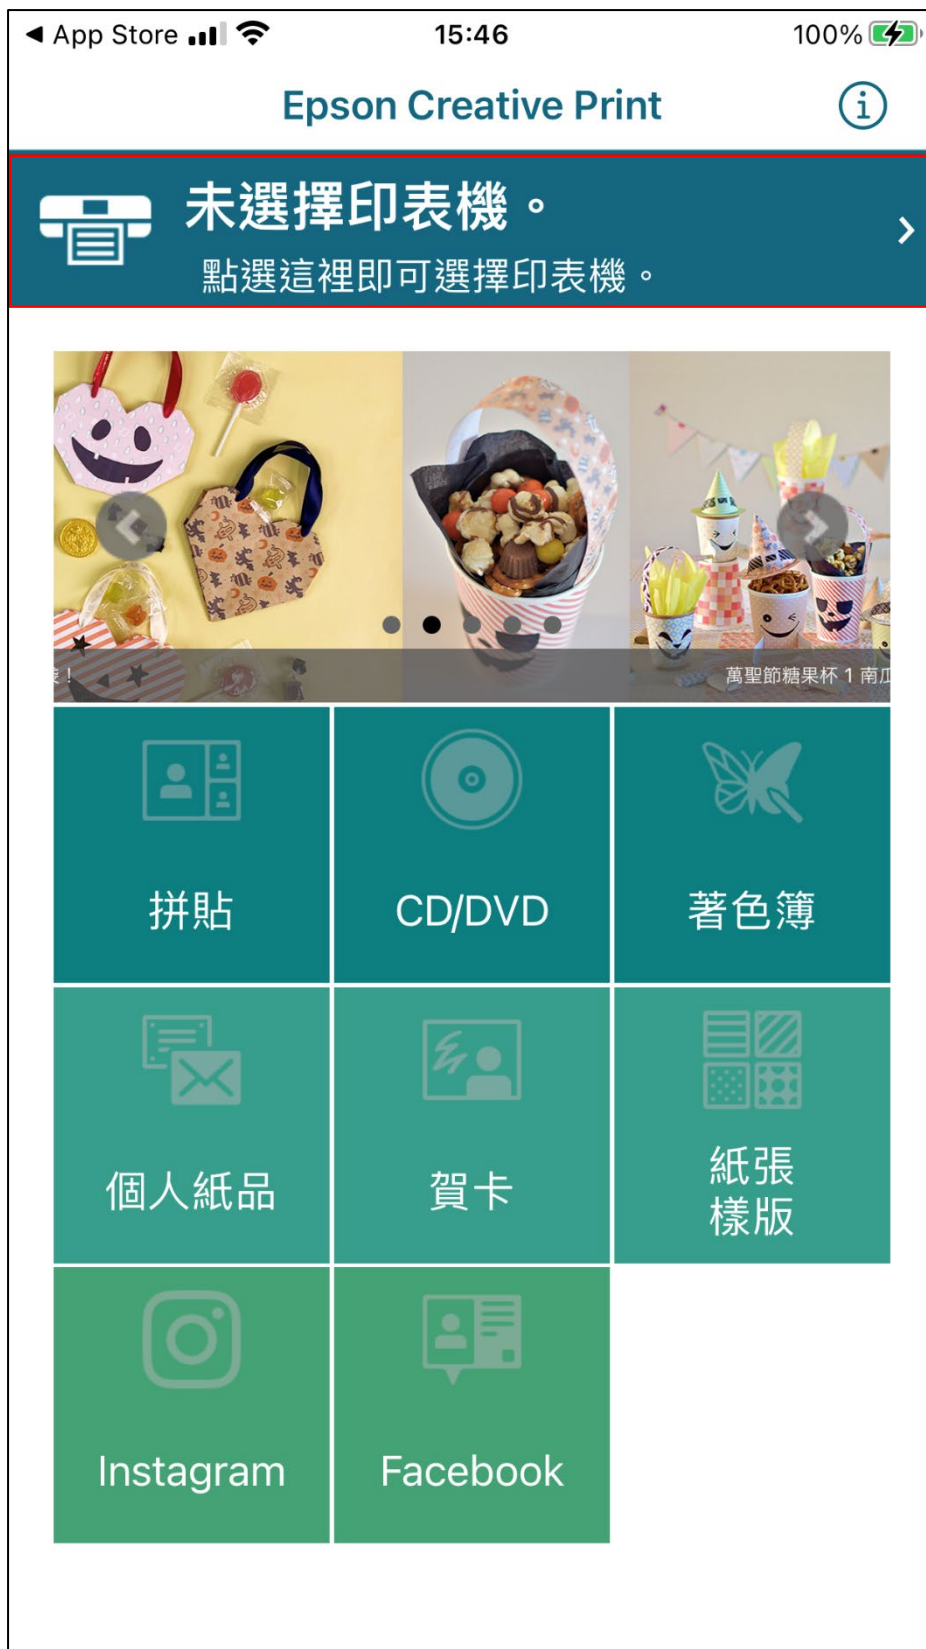 App Store
15:46
100%
Epson Creative Print
未選擇印表機。
點選這裡即可選擇印表機。
！
萬聖節糖果杯 1 南瓜
拼貼
CD/DVD
著色簿
個人紙品
賀卡
紙張
樣版
Instagram
Facebook